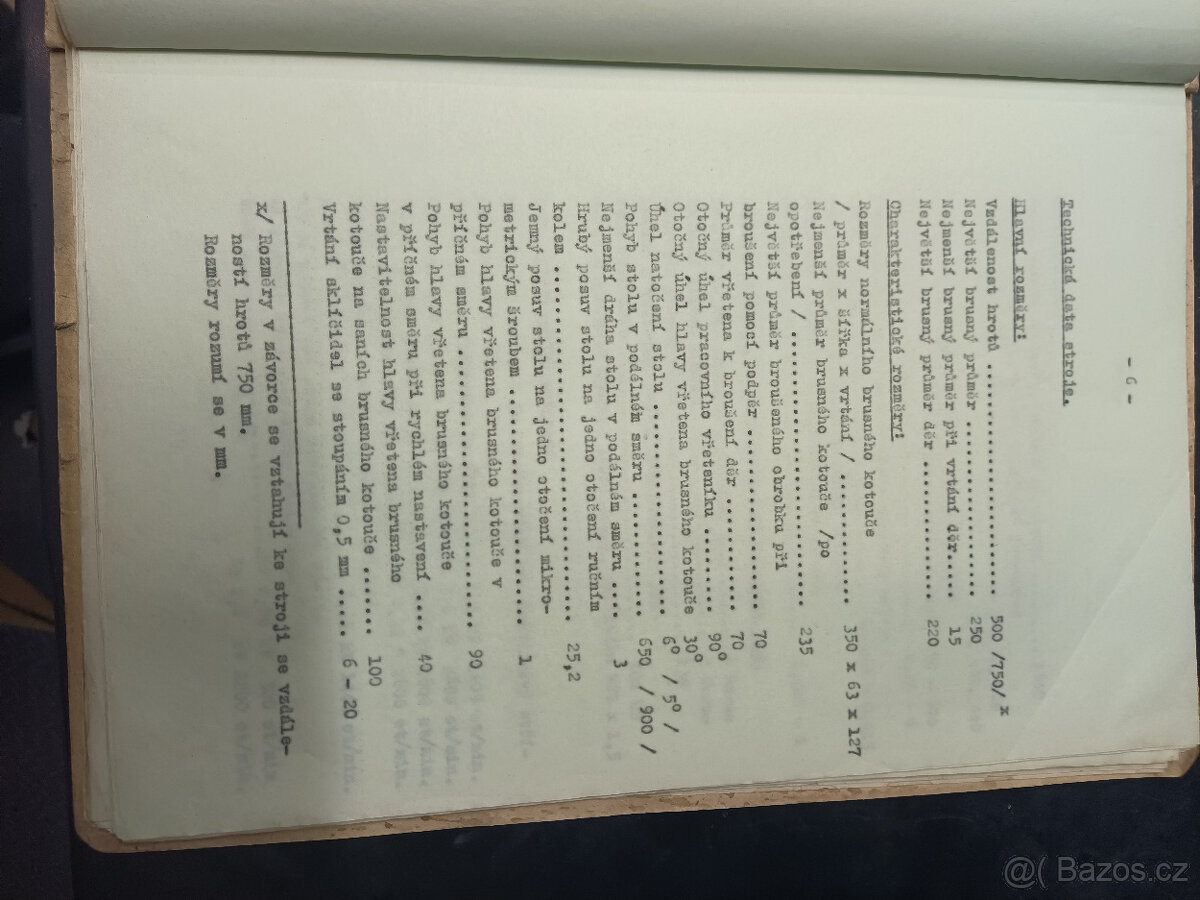 - 6 -
Technická data stroje.
Hlavní rozměry:
Vzdálenost hrotů ........................ 500 /750/ x
Největší brusný průměr .................. 250
Nejmenší brusný průměr při vrtání děr..... 15
Největší brusný průměr děr .............. 220
Charakteristické rozměry:
Rozměry normálního brusného kotouče
/ průměr x šířka x vrtání / ............. 350 x 63 x 127
Nejmenší průměr brusného kotouče /po
opotřebení / ............................ 235
Největší průměr broušeného obrobku při
broušení pomocí podpěr .................. 70
Průměr vřetena k broušení děr ........... 70
Otočný úhel pracovního vřeteníku ........ 90°
Otočný úhel hlavy vřetena brusného kotouče 30°
Úhel natočení stolu ..................... 6° / 5° /
Pohyb stolu v podélném směru ............ 650 / 900 /
Nejmenší dráha stolu v podélném směru .... 3
Hrubý posuv stolu na jedno otočení ručním
kolem ................................... 25,2
Jemný posuv stolu na jedno otočení mikro-
metrickým šroubem ....................... 1
Pohyb hlavy vřetena brusného kotouče v
příčném směru ........................... 90
Pohyb hlavy vřetena brusného kotouče
v příčném směru při rychlém nastavení .... 40
Nastavitelnost hlavy vřetena brusného
kotouče na saních brusného kotouče ....... 100
Vrtání sklíčidel se stoupáním 0,5 mm ..... 6 - 20
x/ Rozměry v závorce se vztahují ke stroji se vzdále-
ností hrotů 750 mm.
Rozměry rozumí se v mm.
@( Bazos.cz